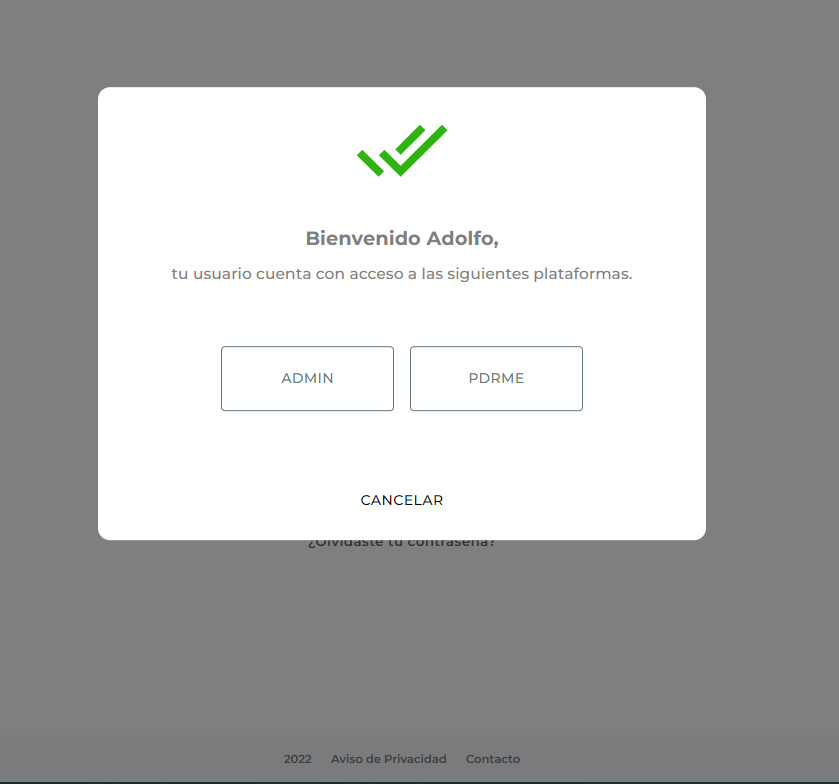 Bienvenido Adolfo,
tu usuario cuenta con acceso a las siguientes plataformas.
ADMIN
PDRME
CANCELAR
¿Olvidaste tu contraseña?
2022 Aviso de Privacidad Contacto